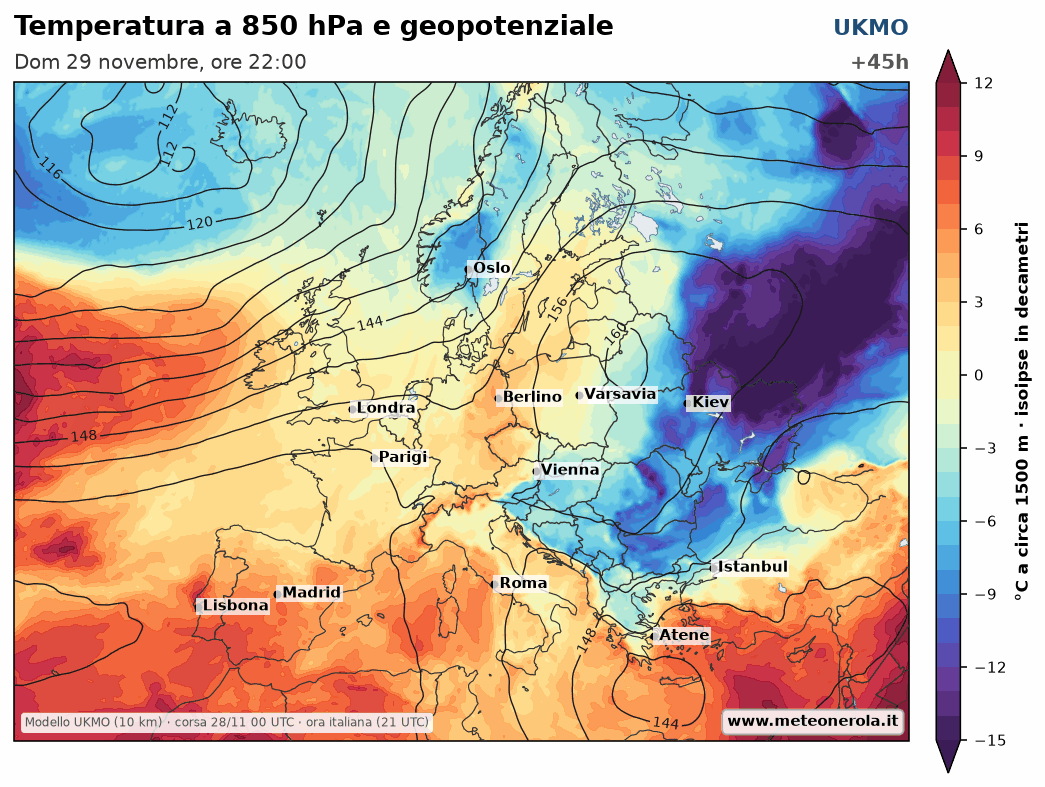 Temperatura a 850 hPa e geopotenziale
UKMO
Dom 29 novembre, ore 22:00
+45h
112
112
116
120
Oslo
144
156
160
Berlino
Varsavia
Kiev
Londra
148
Parigi
Vienna
Istanbul
Roma
Madrid
Lisbona
Atene
148
144
Modello UKMO (10 km) · corsa 28/11 00 UTC · ora italiana (21 UTC)
www.meteonerola.it
12
9
6
3
0
−3
−6
−9
−12
−15
°C a circa 1500 m · isoipse in decametri